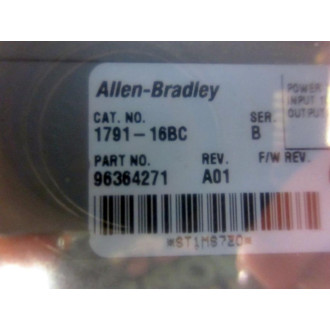 Allen-Bradley
CAT. NO. SER.
1791-16BC B
PART NO. REV. F/W REV.
96364271 A01
POWER
INPUT
OUTPUT